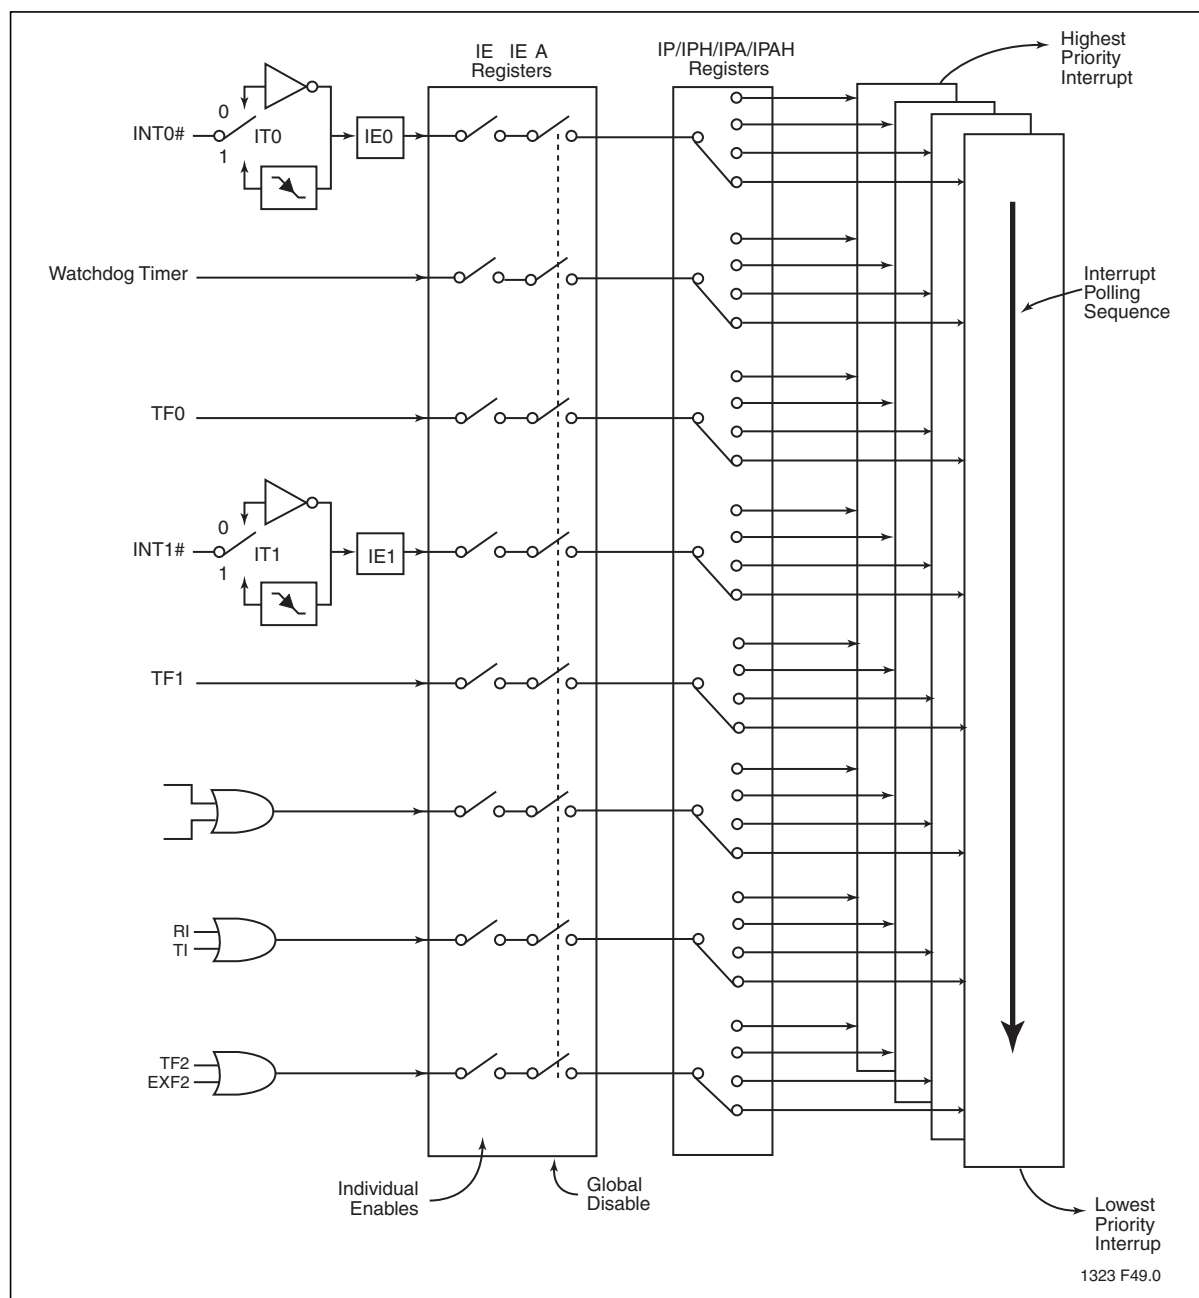 IE IE A
Registers
IP/IPH/IPA/IPAH
Registers
Highest
Priority
Interrupt
0
INT0#
IT0
1
IE0
Watchdog Timer
Interrupt
Polling
Sequence
TF0
0
INT1#
IT1
1
IE1
TF1
RI
TI
TF2
EXF2
Individual
Enables
Global
Disable
Lowest
Priority
Interrup
1323 F49.0